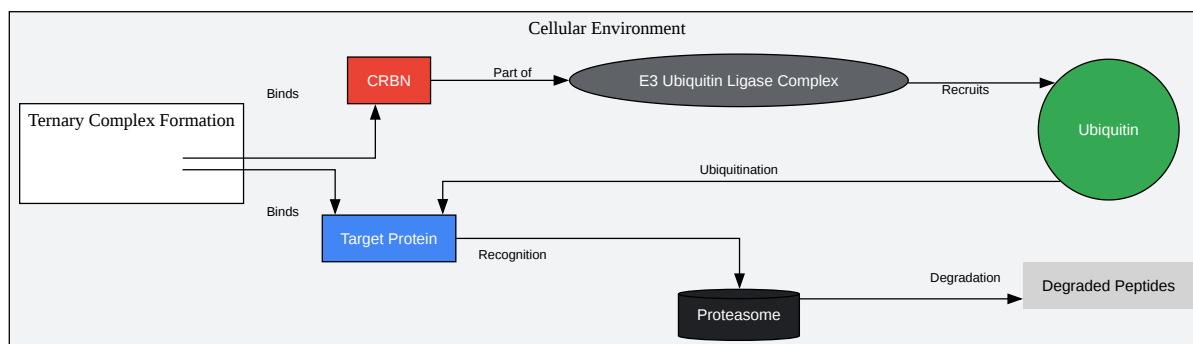 Cellular Environment
CRBN
Part of
E3 Ubiquitin Ligase Complex
Recruits
Ubiquitin
Binds
Ternary Complex Formation
Ubiquitination
Binds
Target Protein
Recognition
Proteasome
Degradation
Degraded Peptides